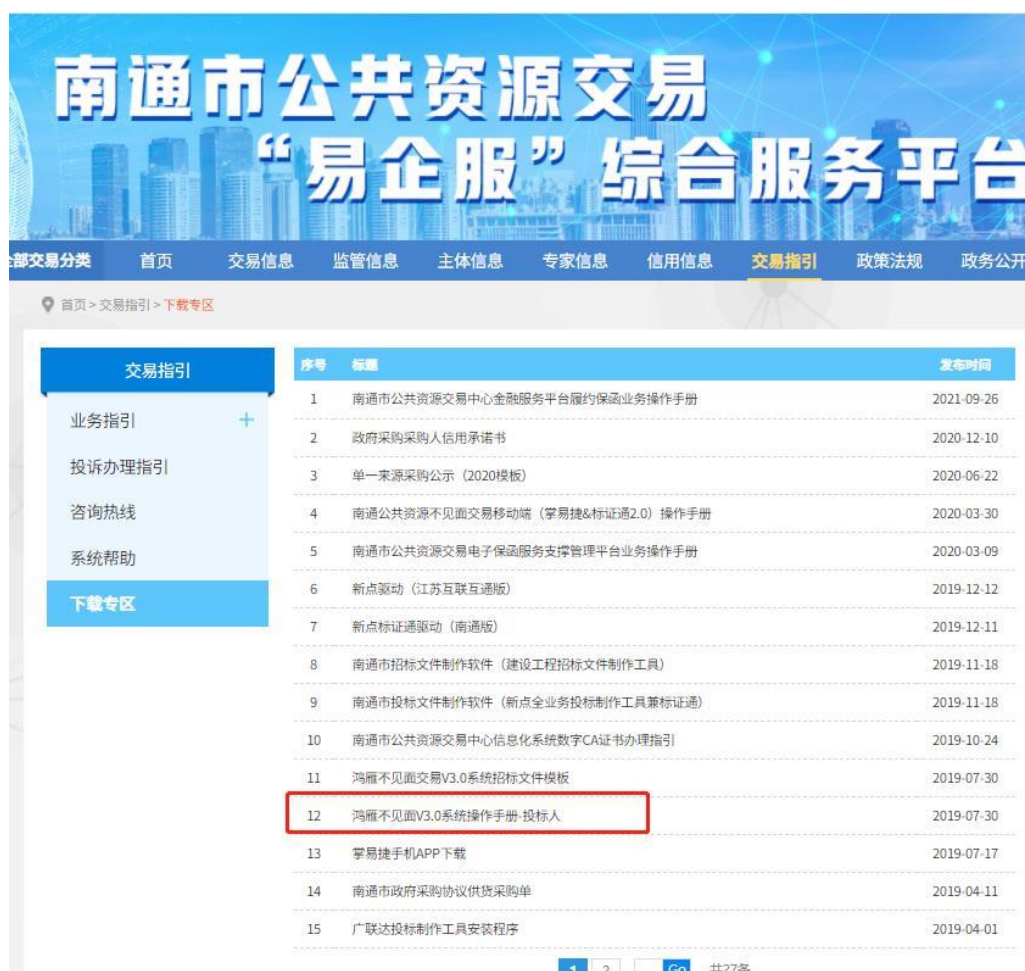 南通市公共资源交易
“易企服”综合服务平台
部交易分类 首页 交易信息 监管信息 主体信息 专家信息 信用信息 交易指引 政策法规 政务公开
首页 > 交易指引 > 下载专区
交易指引
业务指引 +
投诉办理指引
咨询热线
系统帮助
下载专区
序号 标题 发布时间
1 南通市公共资源交易中心金融服务平台履约保函业务操作手册 2021-09-26
2 政府采购采购人信用承诺书 2020-12-10
3 单一来源采购公示（2020模板） 2020-06-22
4 南通公共资源不见面交易移动端（掌易捷&标证通2.0）操作手册 2020-03-30
5 南通市公共资源交易电子保函服务支撑管理平台业务操作手册 2020-03-09
6 新点驱动（江苏互联互通版） 2019-12-12
7 新点标证通驱动（南通版） 2019-12-11
8 南通市招标文件制作软件（建设工程招标文件制作工具） 2019-11-18
9 南通市投标文件制作软件（新点全业务投标制作工具兼标证通） 2019-11-18
10 南通市公共资源交易中心信息化系统数字CA证书办理指引 2019-10-24
11 鸿雁不见面交易V3.0系统招标文件模板 2019-07-30
12 鸿雁不见面V3.0系统操作手册-投标人 2019-07-30
13 掌易捷手机APP下载 2019-07-17
14 南通市政府采购协议供货采购单 2019-04-11
15 广联达投标制作工具安装程序 2019-04-01
1 2 Go 共27条